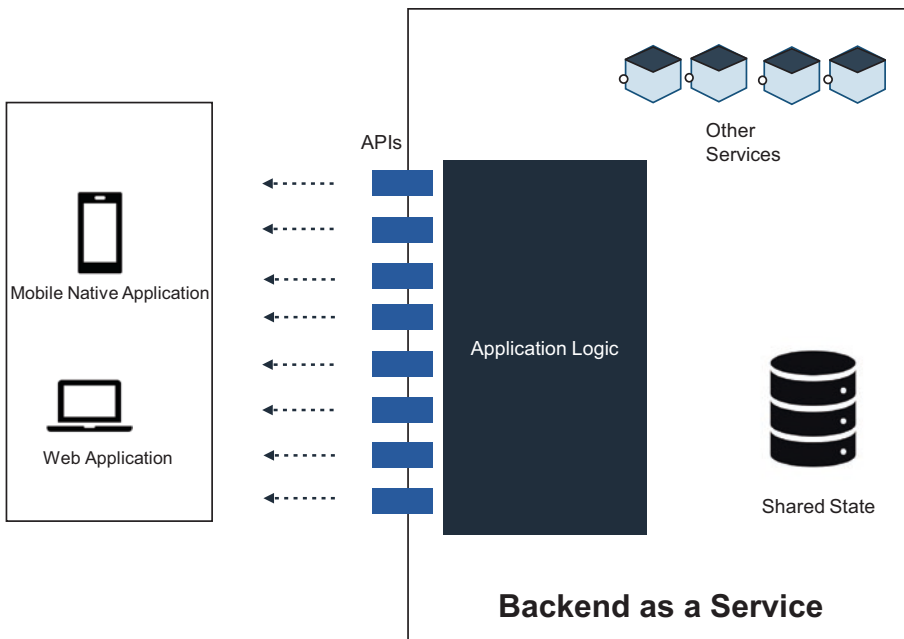 Other
Services
APIs
Mobile Native Application
Application Logic
Web Application
Shared State
Backend as a Service